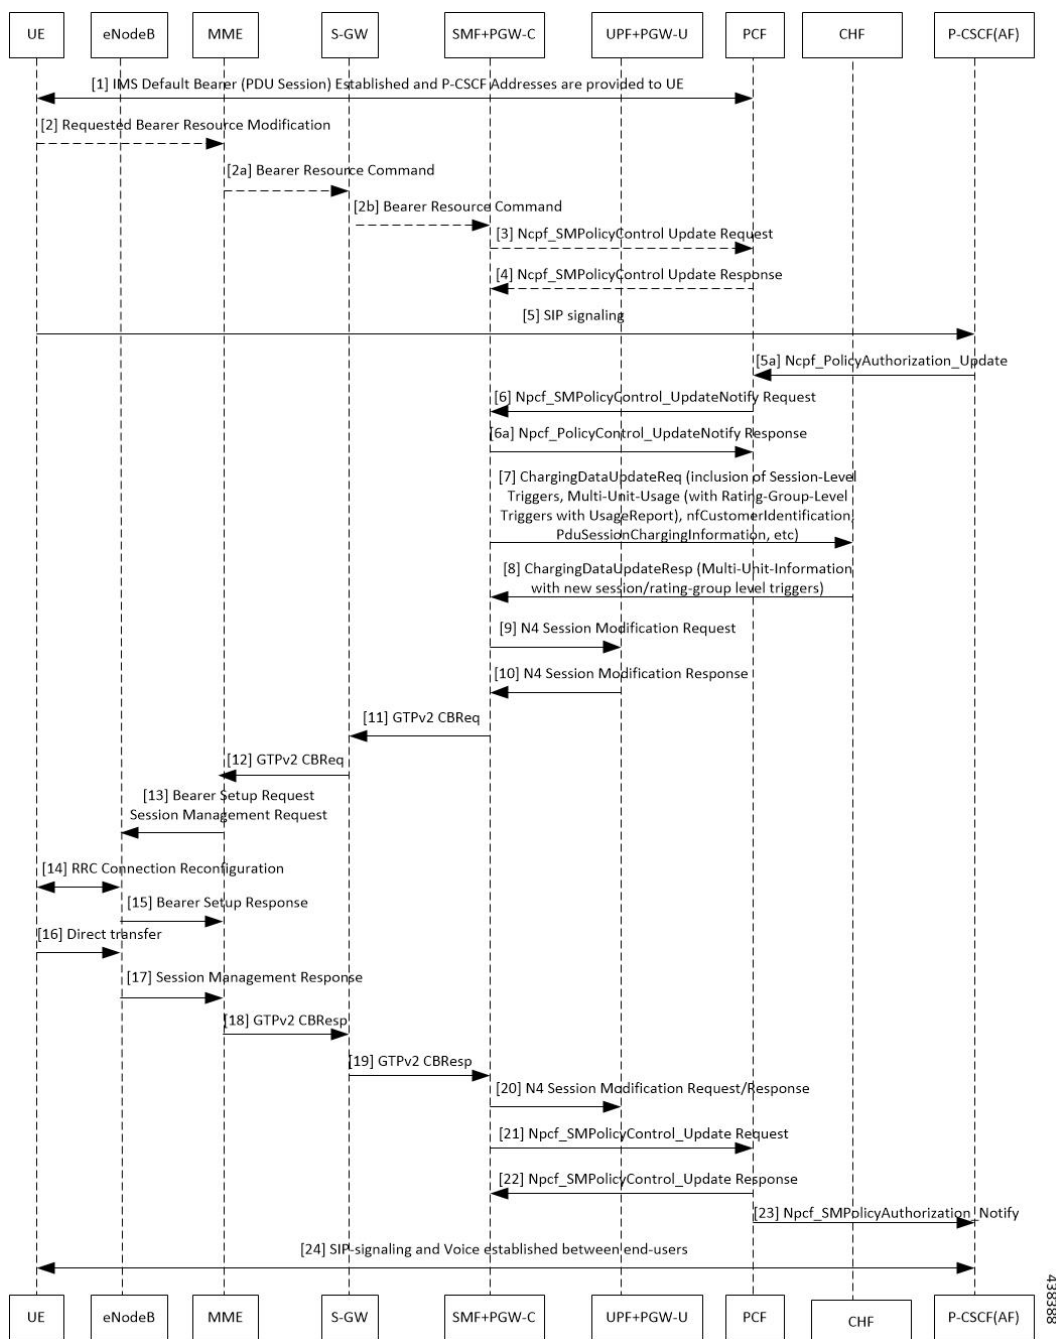 UE eNodeB MME S-GW SMF+PGW-C UPF+PGW-U PCF CHF P-CSCF(AF)
[1] IMS Default Bearer (PDU Session) Established and P-CSCF Addresses are provided to UE
[2] Requested Bearer Resource Modification
[2a] Bearer Resource Command
[2b] Bearer Resource Command
[3] Ncpf_SMPolicyControl Update Request
[4] Ncpf_SMPolicyControl Update Response
[5] SIP signaling
[5a] Ncpf_PolicyAuthorization_Update
[6] Npcf_SMPolicyControl_UpdateNotify Request
[6a] Npcf_PolicyControl_UpdateNotify Response
[7] ChargingDataUpdateReq (inclusion of Session-Level
Triggers, Multi-Unit-Usage (with Rating-Group-Level
Triggers with UsageReport), nfCustomerIdentification,
PduSessionChargingInformation, etc)
[8] ChargingDataUpdateResp (Multi-Unit-Information
with new session/rating-group level triggers)
[9] N4 Session Modification Request
[10] N4 Session Modification Response
[11] GTPv2 CBReq
[12] GTPv2 CBReq
[13] Bearer Setup Request
Session Management Request
[14] RRC Connection Reconfiguration
[15] Bearer Setup Response
[16] Direct transfer
[17] Session Management Response
[18] GTPv2 CBResp
[19] GTPv2 CBResp
[20] N4 Session Modification Request/Response
[21] Npcf_SMPolicyControl_Update Request
[22] Npcf_SMPolicyControl_Update Response
[23] Npcf_SMPolicyAuthorization_Notify
[24] SIP-signaling and Voice established between end-users
UE eNodeB MME S-GW SMF+PGW-C UPF+PGW-U PCF CHF P-CSCF(AF)
438388